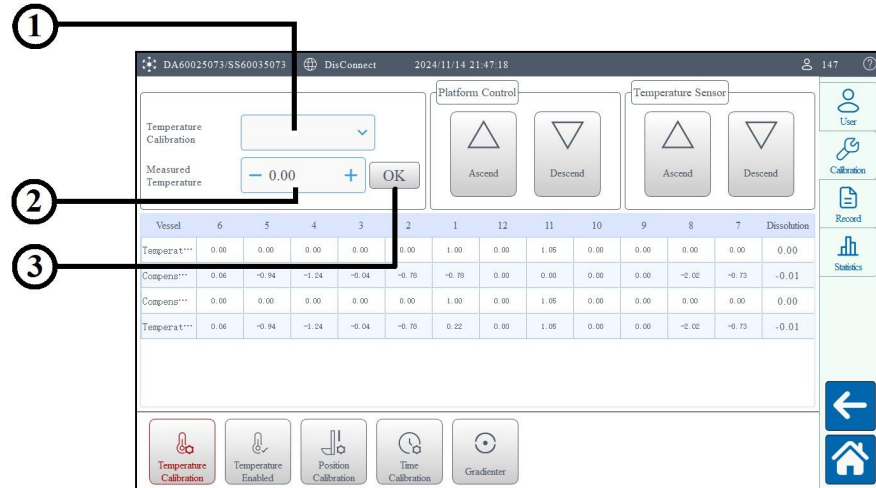 1
DA60025073/SS60035073 DisConnect 2024/11/14 21:47:18 147 ?
Platform Control Temperature Sensor
User
Temperature
Calibration
Ascend Descend Ascend Descend
Calibration
2
Measured
Temperature
− 0.00 + OK
Record
Vessel 6 5 4 3 2 1 12 11 10 9 8 7 Dissolution
3
Temperat··· 0.00 0.00 0.00 0.00 0.00 1.00 0.00 1.05 0.00 0.00 0.00 0.00 0.00
Statistics
Compens··· 0.06 -0.94 -1.24 -0.04 -0.78 -0.78 0.00 0.00 0.00 0.00 -2.02 -0.73 -0.01
Compens··· 0.00 0.00 0.00 0.00 0.00 1.00 0.00 1.05 0.00 0.00 0.00 0.00 0.00
Temperat··· 0.06 -0.94 -1.24 -0.04 -0.78 0.22 0.00 1.05 0.00 0.00 -2.02 -0.73 -0.01
Temperature
Calibration
Temperature
Enabled
Position
Calibration
Time
Calibration
Gradienter